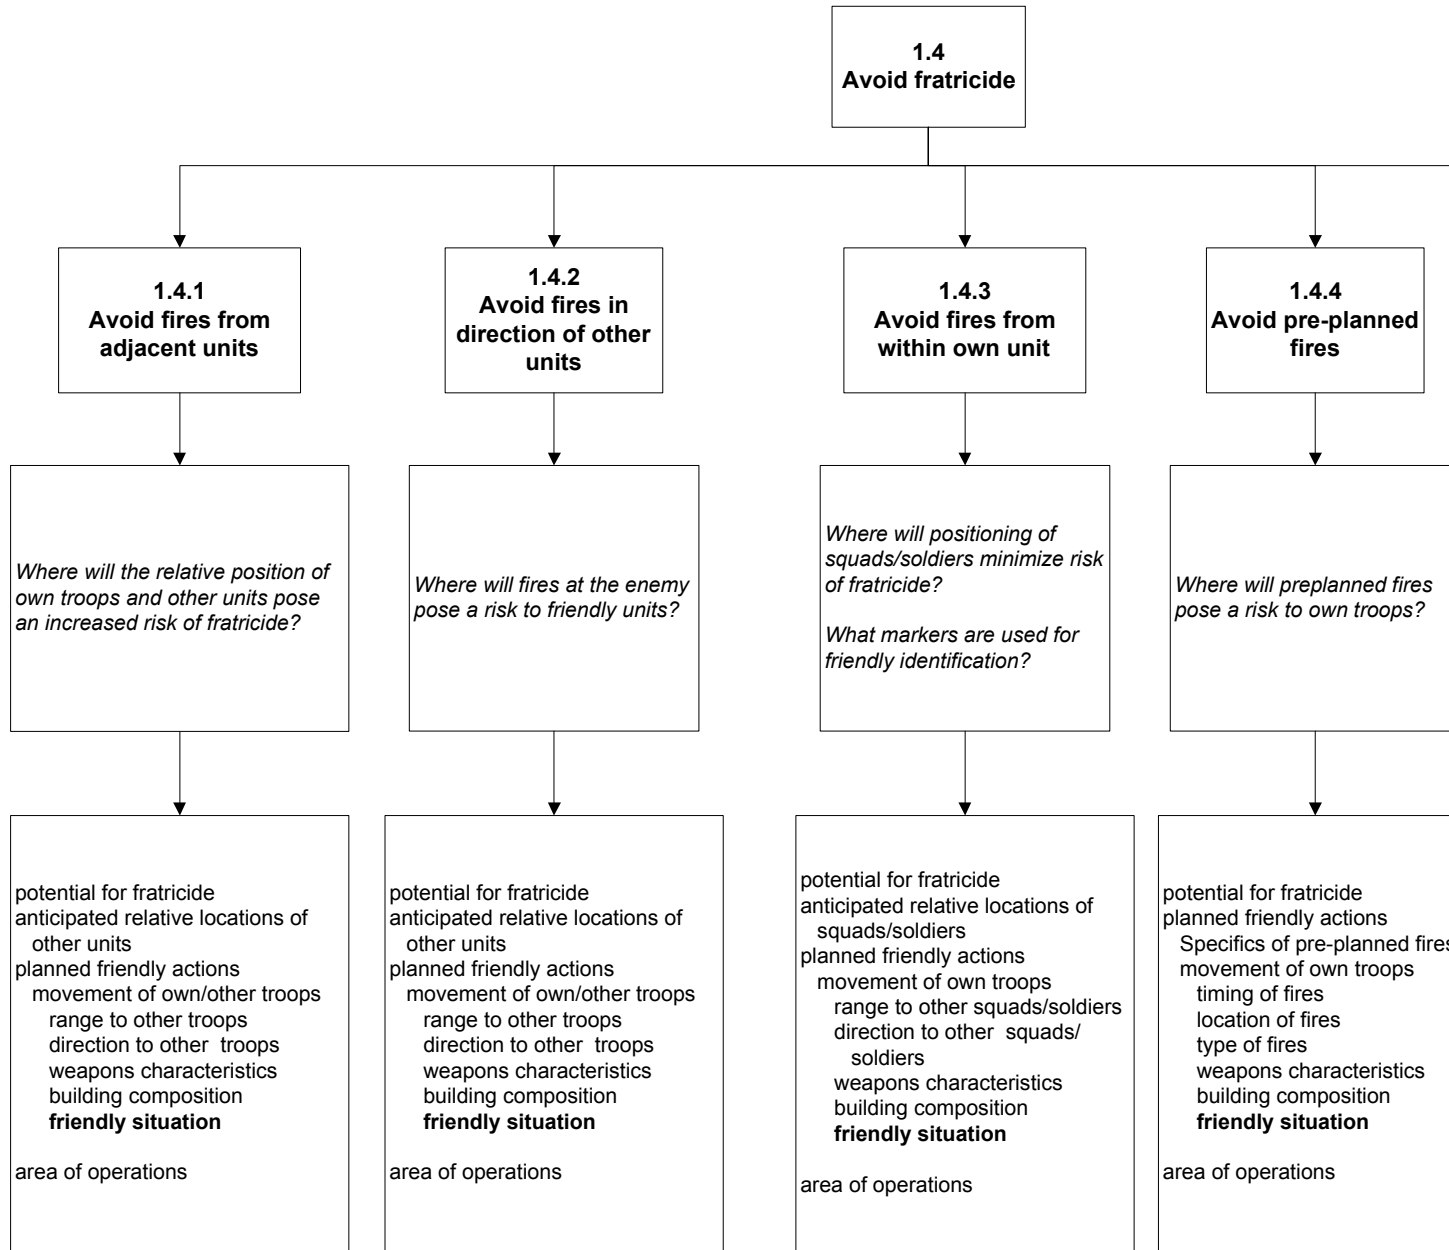 1.4
Avoid fratricide
1.4.1
Avoid fires from
adjacent units
1.4.2
Avoid fires in
direction of other
units
1.4.3
Avoid fires from
within own unit
1.4.4
Avoid pre-planned
fires
Where will the relative position of
own troops and other units pose
an increased risk of fratricide?
Where will fires at the enemy
pose a risk to friendly units?
Where will positioning of
squads/soldiers minimize risk
of fratricide?
What markers are used for
friendly identification?
Where will preplanned fires
pose a risk to own troops?
potential for fratricide
anticipated relative locations of
other units
planned friendly actions
movement of own/other troops
range to other troops
direction to other  troops
weapons characteristics
building composition
friendly situation
area of operations
potential for fratricide
anticipated relative locations of
other units
planned friendly actions
movement of own/other troops
range to other troops
direction to other  troops
weapons characteristics
building composition
friendly situation
area of operations
potential for fratricide
anticipated relative locations of
squads/soldiers
planned friendly actions
movement of own troops
range to other squads/soldiers
direction to other  squads/
soldiers
weapons characteristics
building composition
friendly situation
area of operations
potential for fratricide
planned friendly actions
Specifics of pre-planned fires
movement of own troops
timing of fires
location of fires
type of fires
weapons characteristics
building composition
friendly situation
area of operations